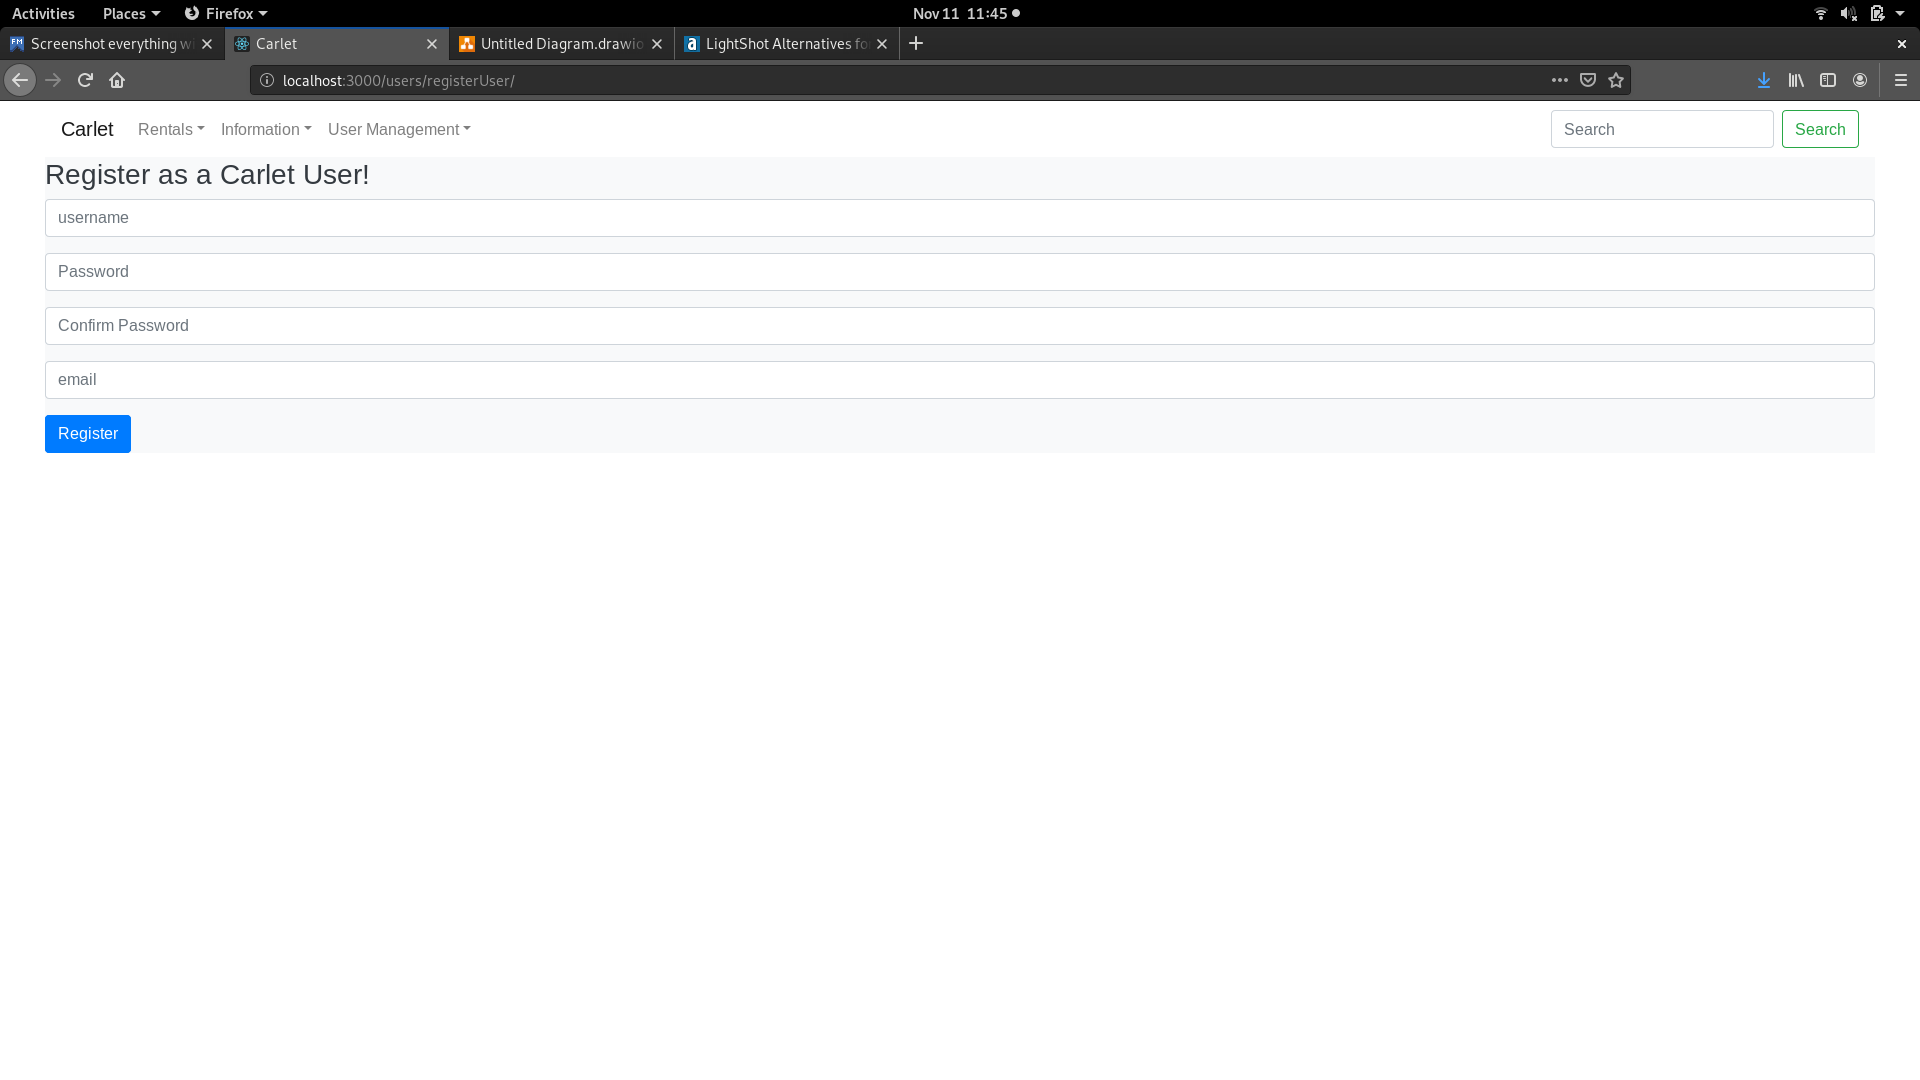 Activities Places Firefox Nov 11 11:45
Screenshot everything wi Carlet Untitled Diagram.drawio LightShot Alternatives fo
localhost:3000/users/registerUser/
Carlet Rentals Information User Management Search Search
Register as a Carlet User!
username
Password
Confirm Password
email
Register